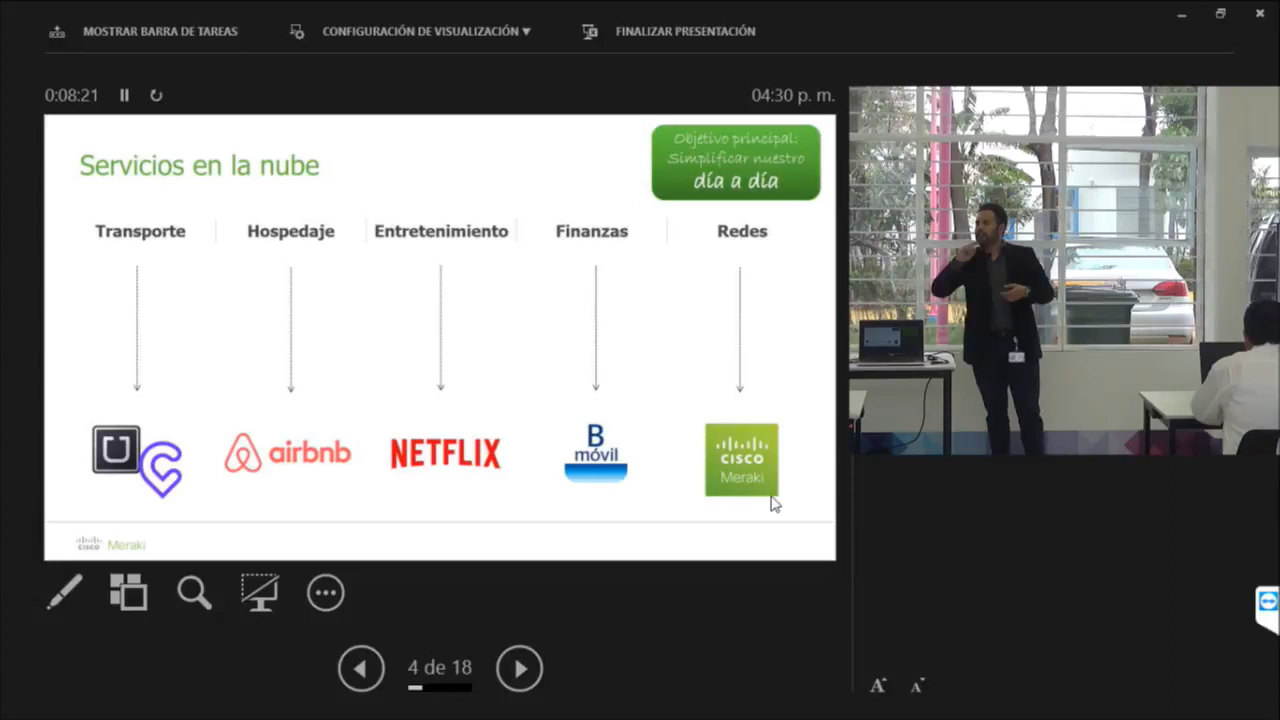 MOSTRAR BARRA DE TAREAS
CONFIGURACIÓN DE VISUALIZACIÓN ▼
FINALIZAR PRESENTACIÓN
0:08:21
04:30 p. m.
Servicios en la nube
Objetivo principal:
Simplificar nuestro
día a día
Transporte
Hospedaje
Entretenimiento
Finanzas
Redes
U
airbnb
NETFLIX
B
móvil
CISCO
Meraki
CISCO Meraki
4 de 18
A A